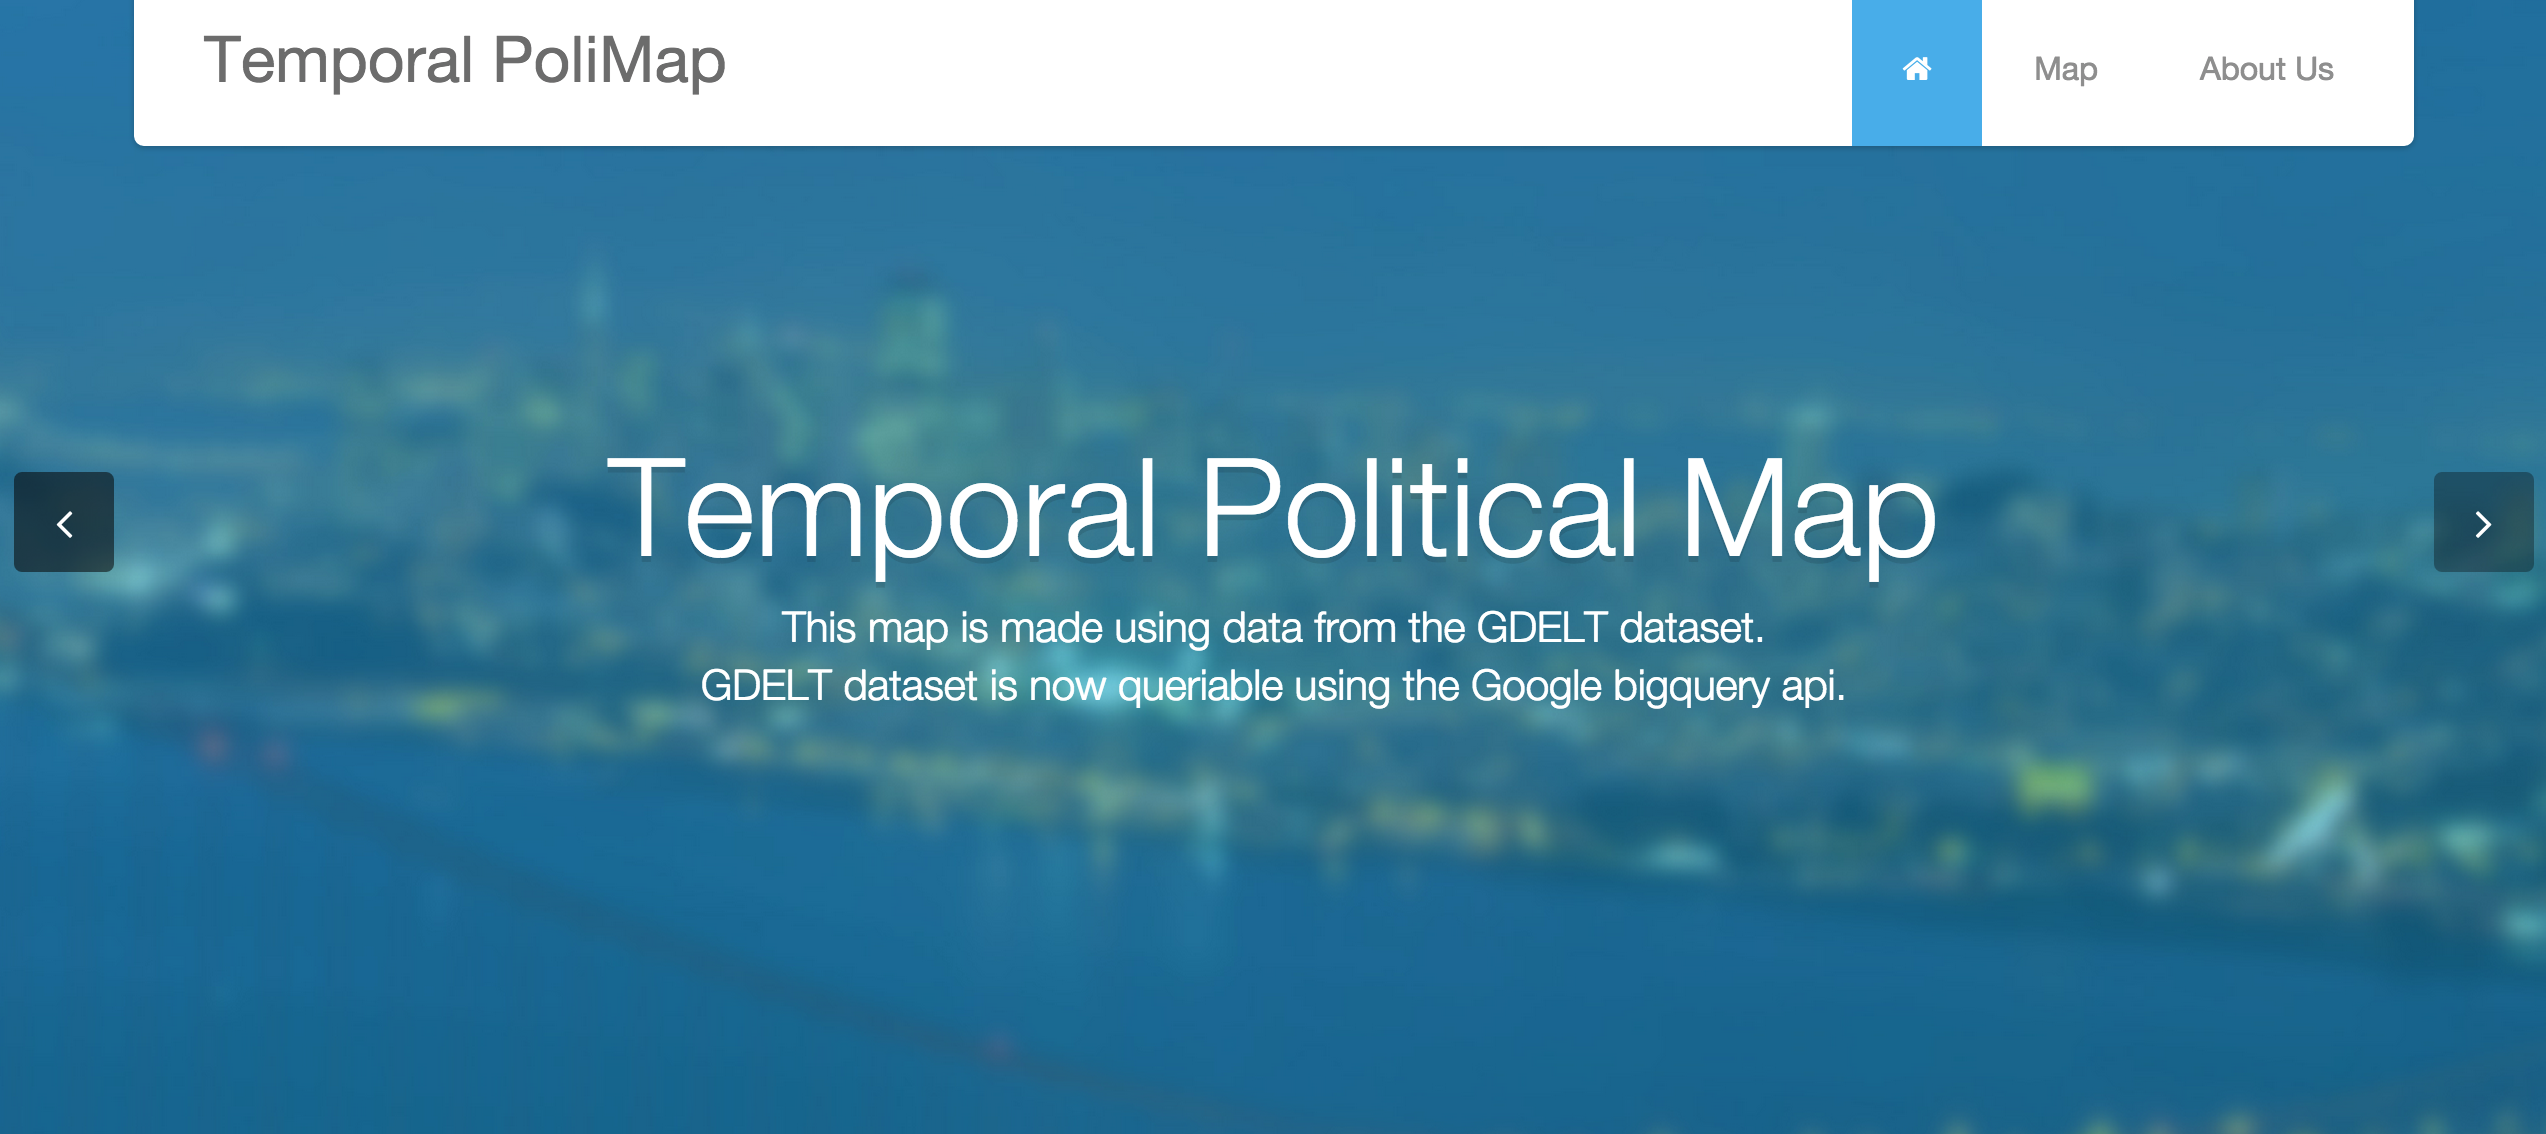 Temporal PoliMap
Map
About Us
Temporal Political Map
This map is made using data from the GDELT dataset.
GDELT dataset is now queriable using the Google bigquery api.